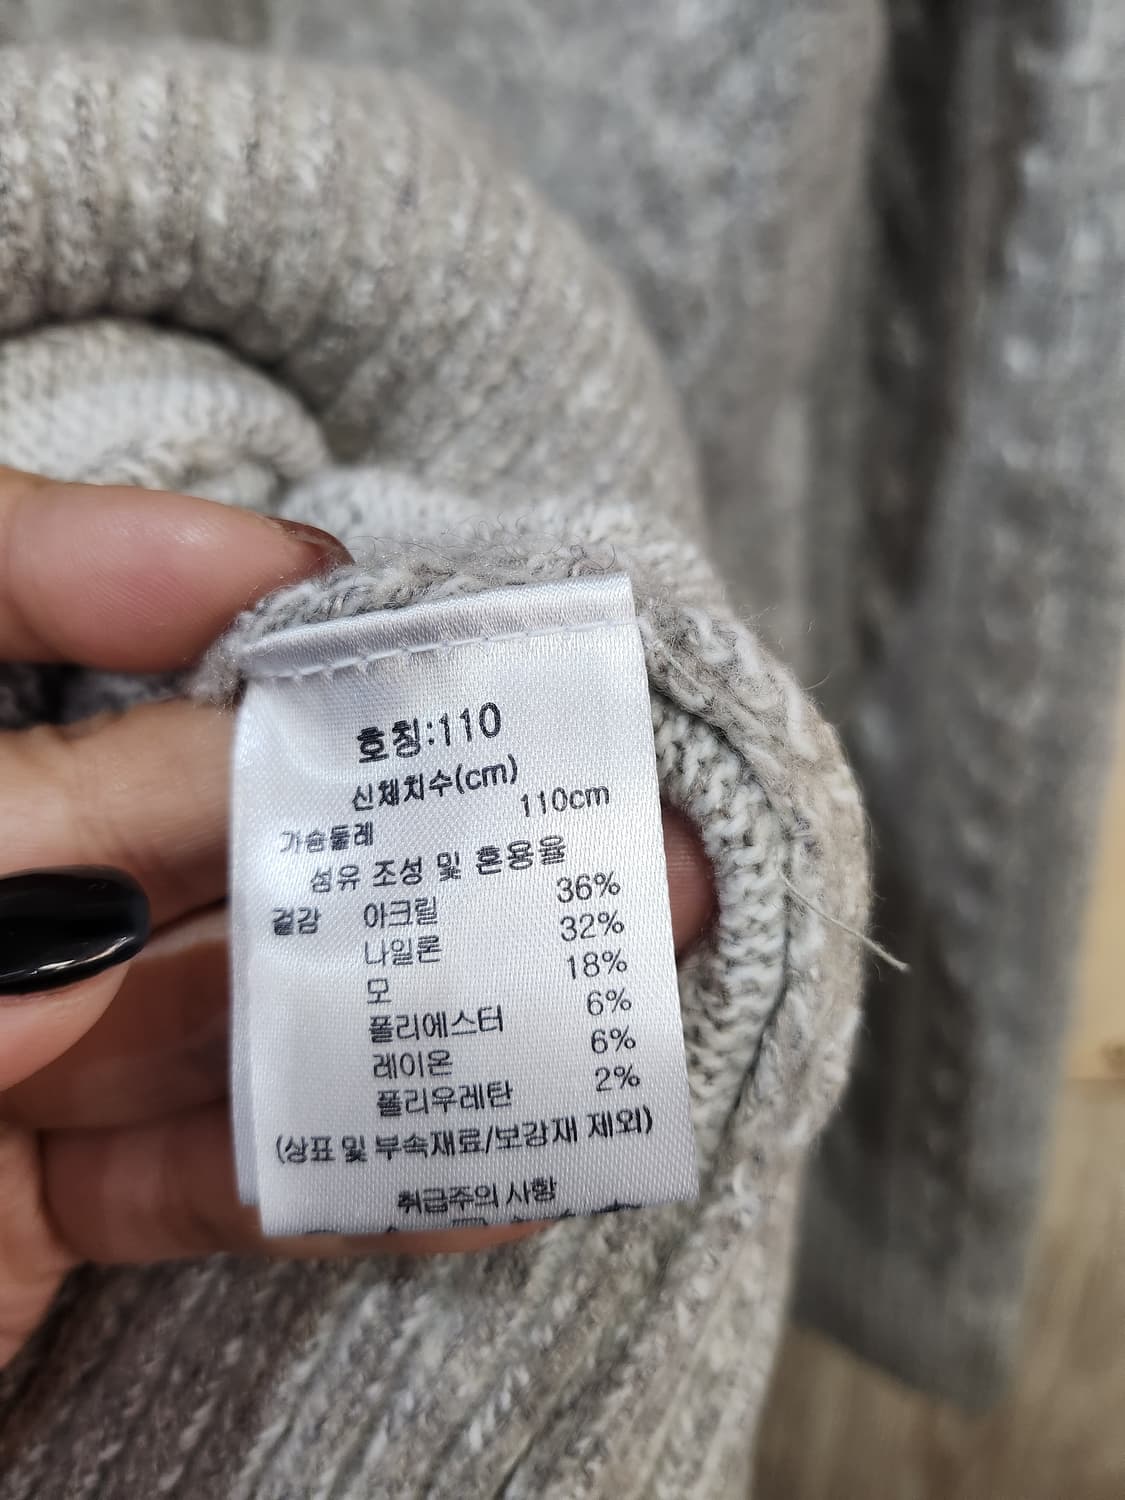 호칭:110
신체치수(cm)
가슴둘레 110cm
섬유 조성 및 혼용율
겉감 아크릴 36%
나일론 32%
모 18%
폴리에스터 6%
레이온 6%
폴리우레탄 2%
(상표 및 부속재료/보강재 제외)
취급주의 사항